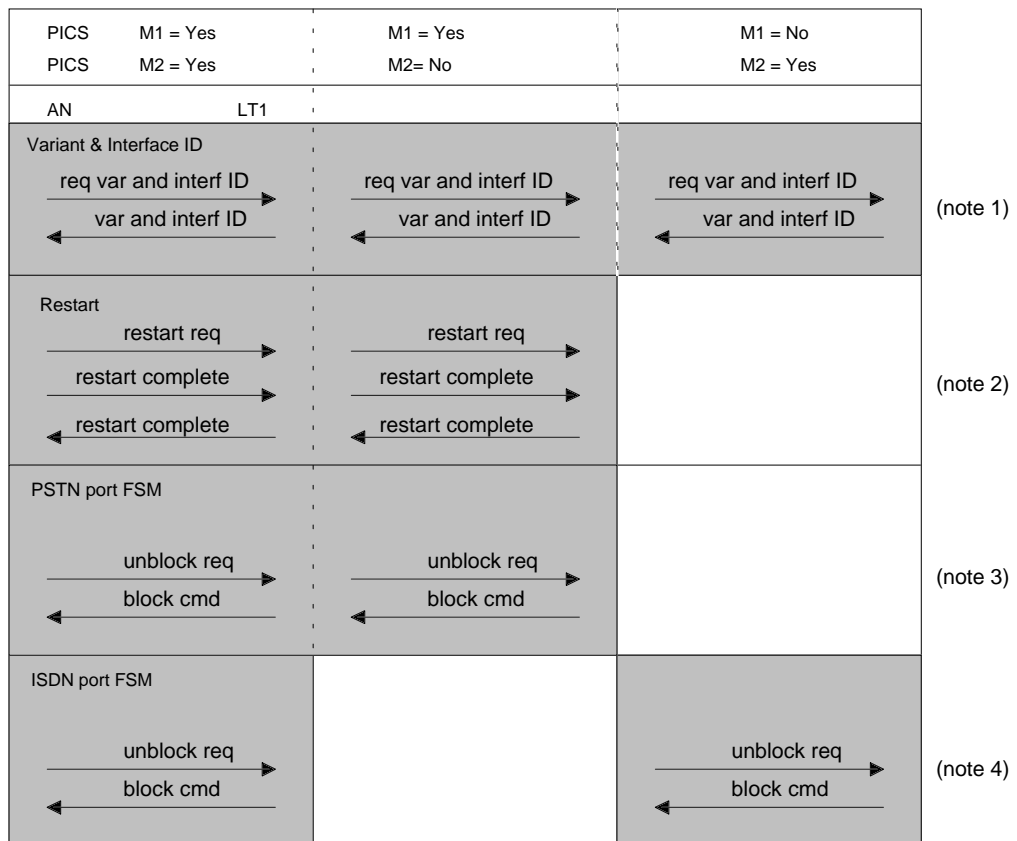 PICS M1 = Yes M1 = Yes M1 = No
PICS M2 = Yes M2= No M2 = Yes
AN LT1
Variant & Interface ID
req var and interf ID req var and interf ID req var and interf ID
var and interf ID var and interf ID var and interf ID
(note 1)
Restart
restart req restart req
restart complete restart complete
(note 2)
restart complete restart complete
PSTN port FSM
unblock req unblock req
(note 3)
block cmd block cmd
ISDN port FSM
unblock req unblock req
(note 4)
block cmd block cmd